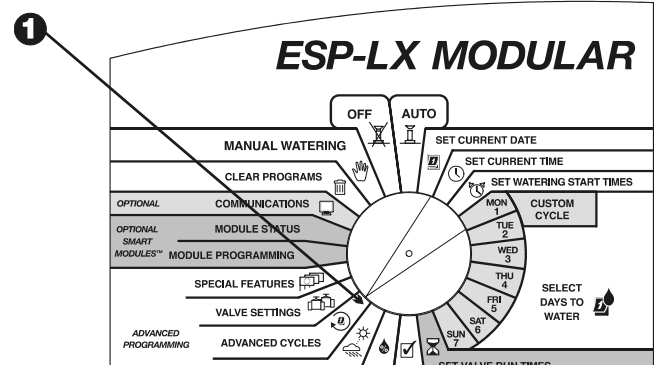 1
ESP-LX MODULAR
OFF
AUTO
MANUAL WATERING
SET CURRENT DATE
CLEAR PROGRAMS
SET CURRENT TIME
SET WATERING START TIMES
OPTIONAL
COMMUNICATIONS
MON
1
CUSTOM
CYCLE
OPTIONAL
SMART
MODULES™
MODULE STATUS
TUE
2
MODULE PROGRAMMING
WED
3
SPECIAL FEATURES
THU
4
SELECT
DAYS TO
WATER
VALVE SETTINGS
FRI
5
ADVANCED
PROGRAMMING
ADVANCED CYCLES
SAT
6
SUN
7
SET VALVE RUN TIMES